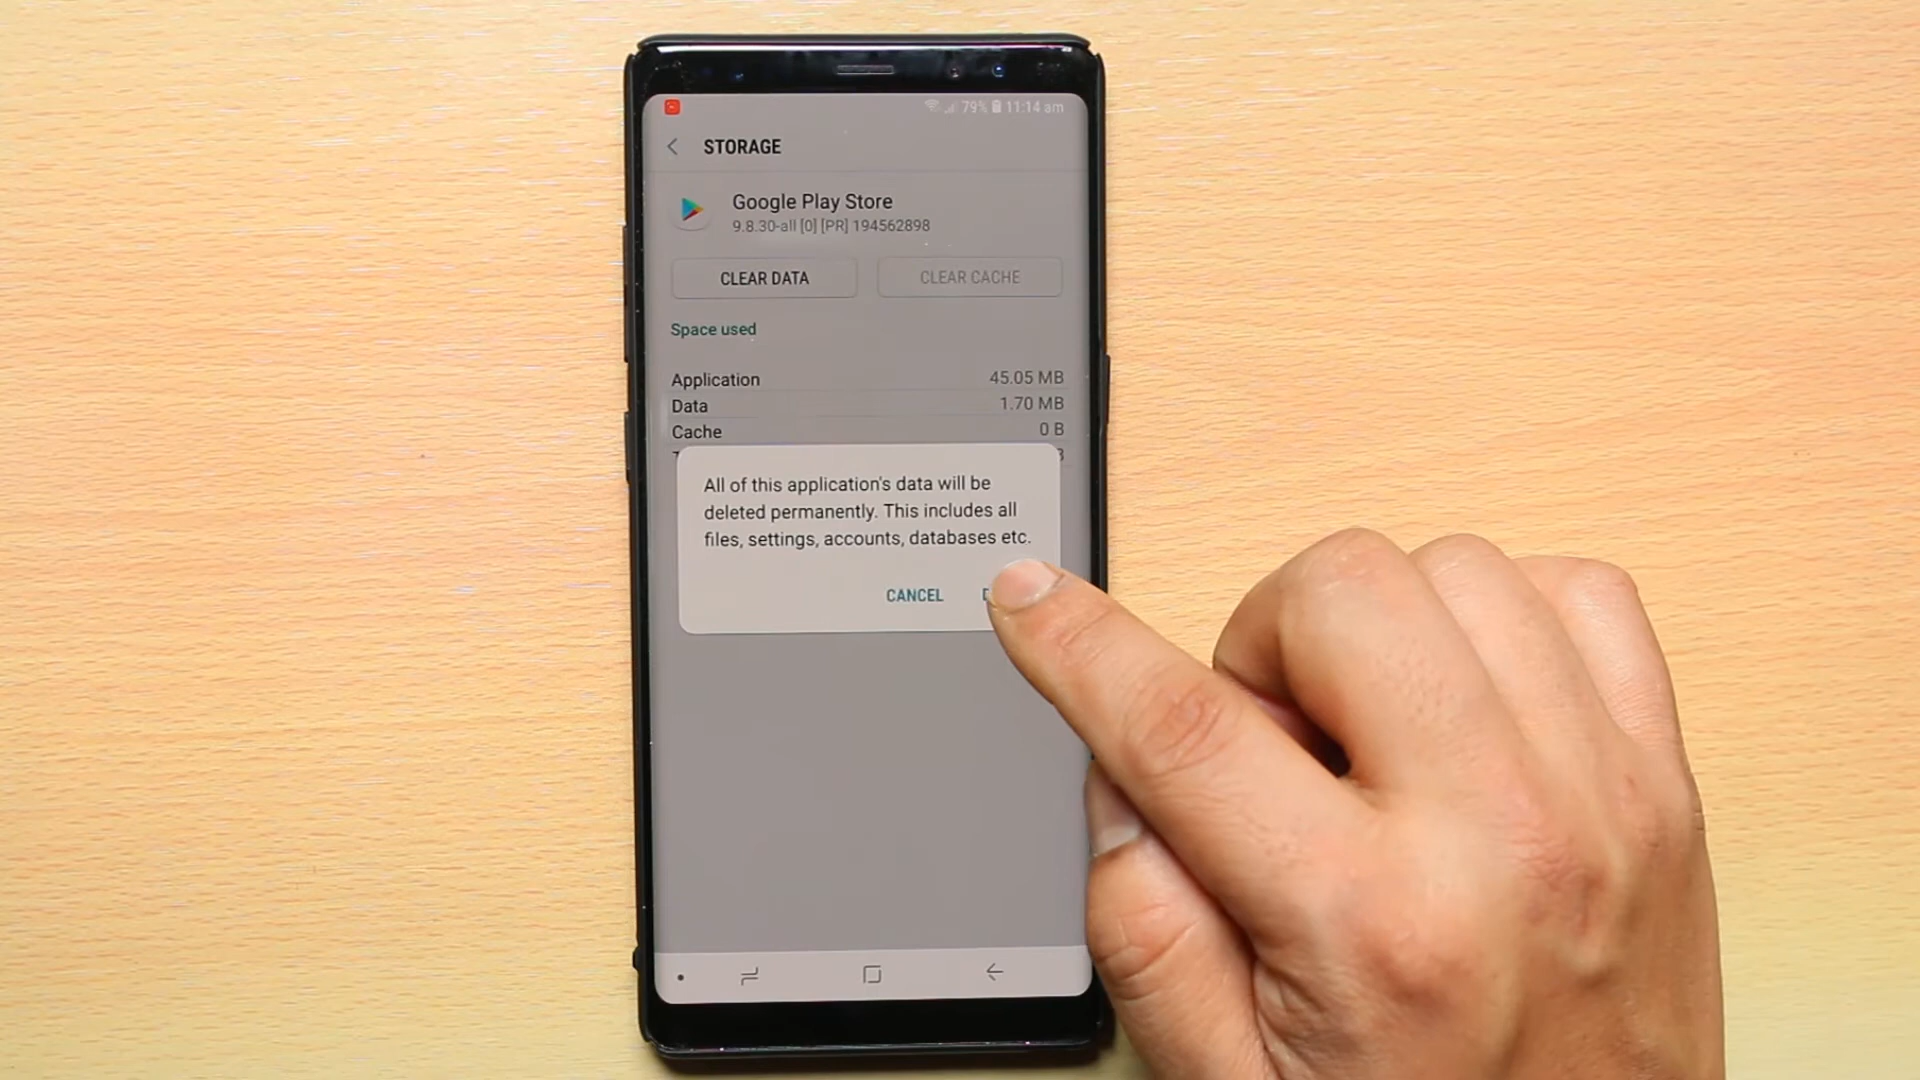 79% 11:14 am
STORAGE
Google Play Store
9.8.30-all [0] [PR] 194562898
CLEAR DATA CLEAR CACHE
Space used
Application 45.05 MB
Data 1.70 MB
Cache 0 B
All of this application's data will be
deleted permanently. This includes all
files, settings, accounts, databases etc.
CANCEL